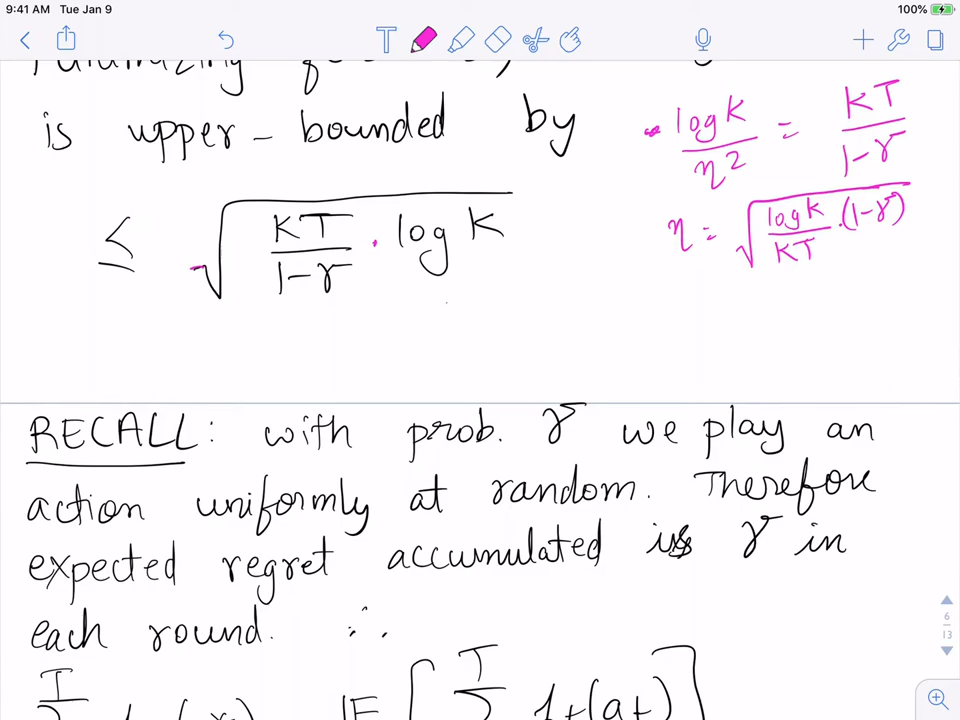 9:41 AM Tue Jan 9
100%
T
is upper-bounded by
≤ √(KT/(1-γ) · log K)
log K / η² = KT / (1-γ)
η = √(log K / KT · (1-γ))
RECALL: with prob. γ we play an
action uniformly at random. Therefore
expected regret accumulated is γ in
each round. ∴
6
13